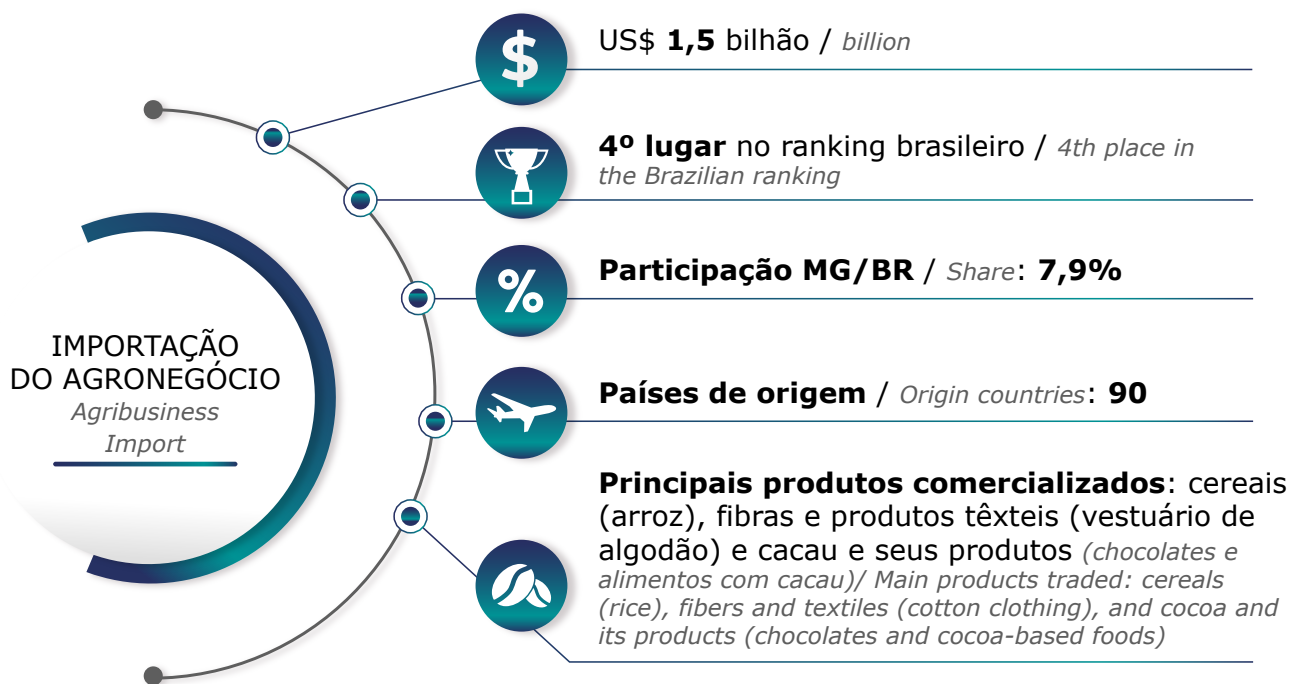 US$ 1,5 bilhão / billion
4º lugar no ranking brasileiro / 4th place in
the Brazilian ranking
Participação MG/BR / Share: 7,9%
IMPORTAÇÃO
DO AGRONEGÓCIO
Agribusiness
Import
Países de origem / Origin countries: 90
Principais produtos comercializados: cereais
(arroz), fibras e produtos têxteis (vestuário de
algodão) e cacau e seus produtos (chocolates e
alimentos com cacau)/ Main products traded: cereals
(rice), fibers and textiles (cotton clothing), and cocoa and
its products (chocolates and cocoa-based foods)